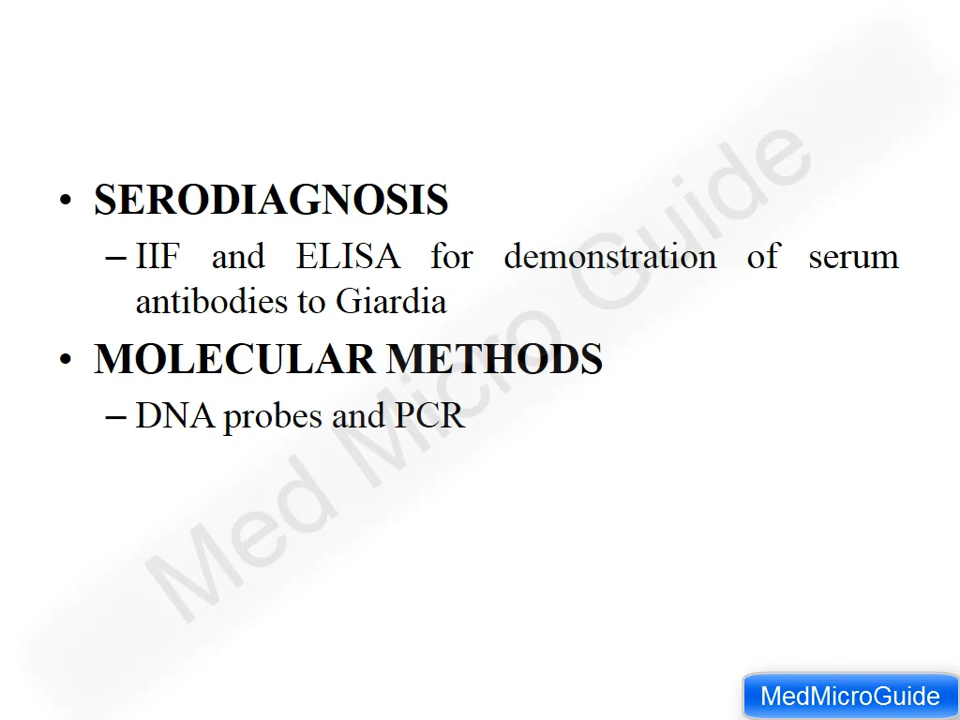 • SERODIAGNOSIS
– IIF and ELISA for demonstration of serum
antibodies to Giardia
• MOLECULAR METHODS
– DNA probes and PCR
Med Micro Guide
MedMicroGuide